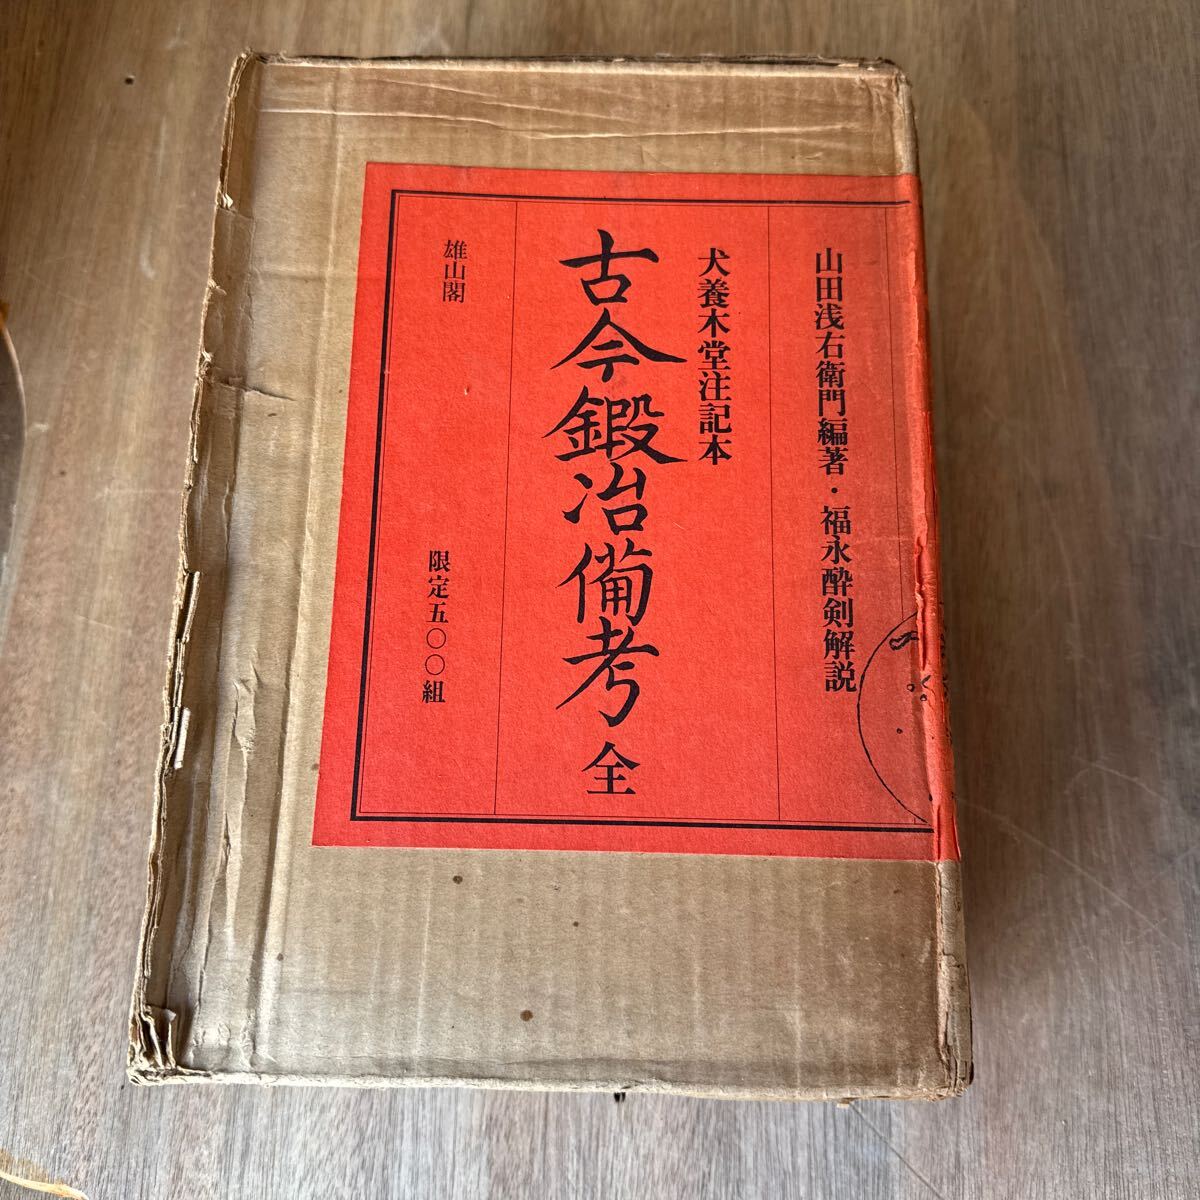 山田浅右衛門編著・福永酔剣解説
犬養木堂注記本
古今鍛冶備考 全
雄山閣
限定五〇〇組